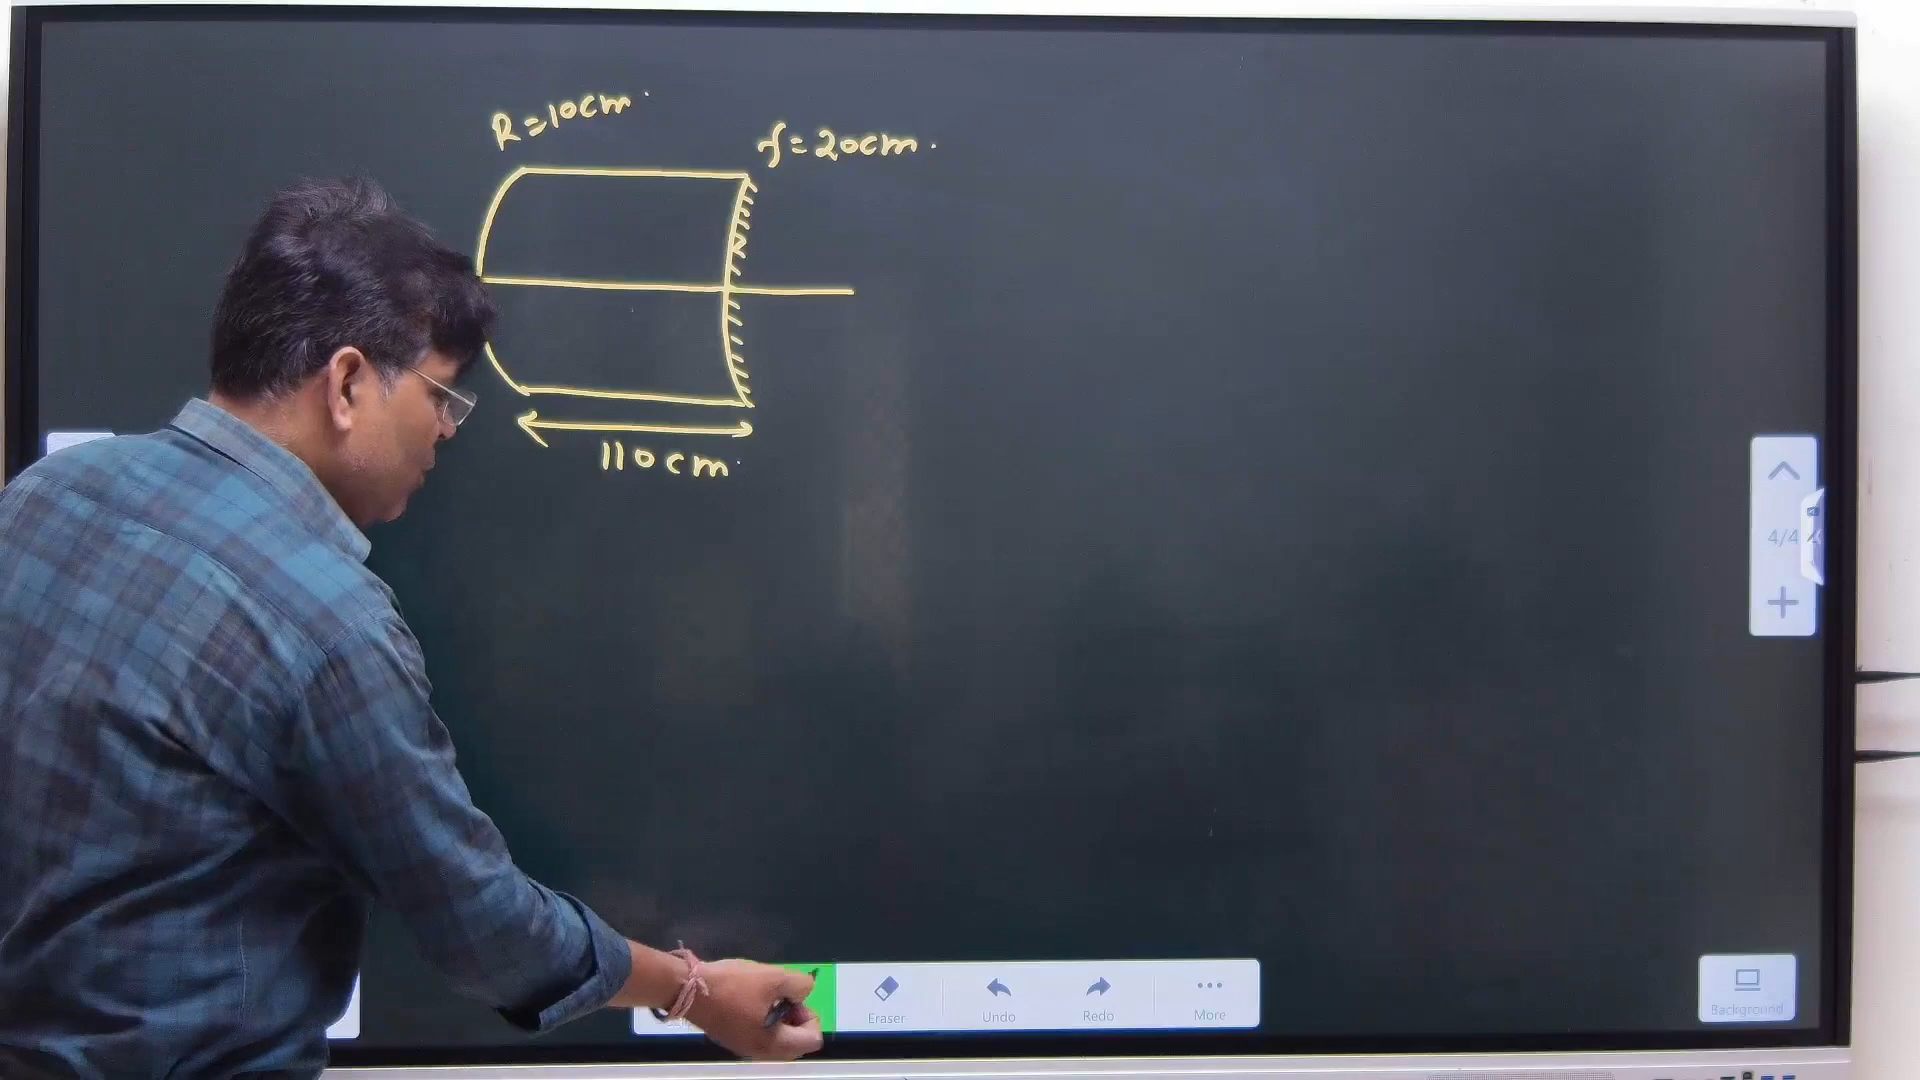 R=10cm.
f=20cm.
110cm.
4/4
Eraser
Undo
Redo
More
Background